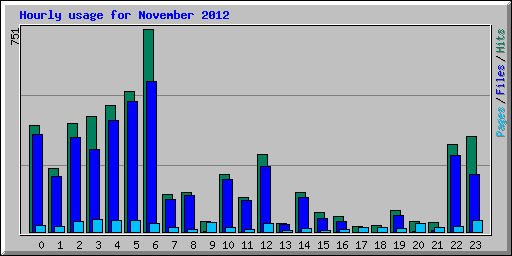 Hourly usage for November 2012
751
Pages / Files / Hits
0 1 2 3 4 5 6 7 8 9 10 11 12 13 14 15 16 17 18 19 20 21 22 23